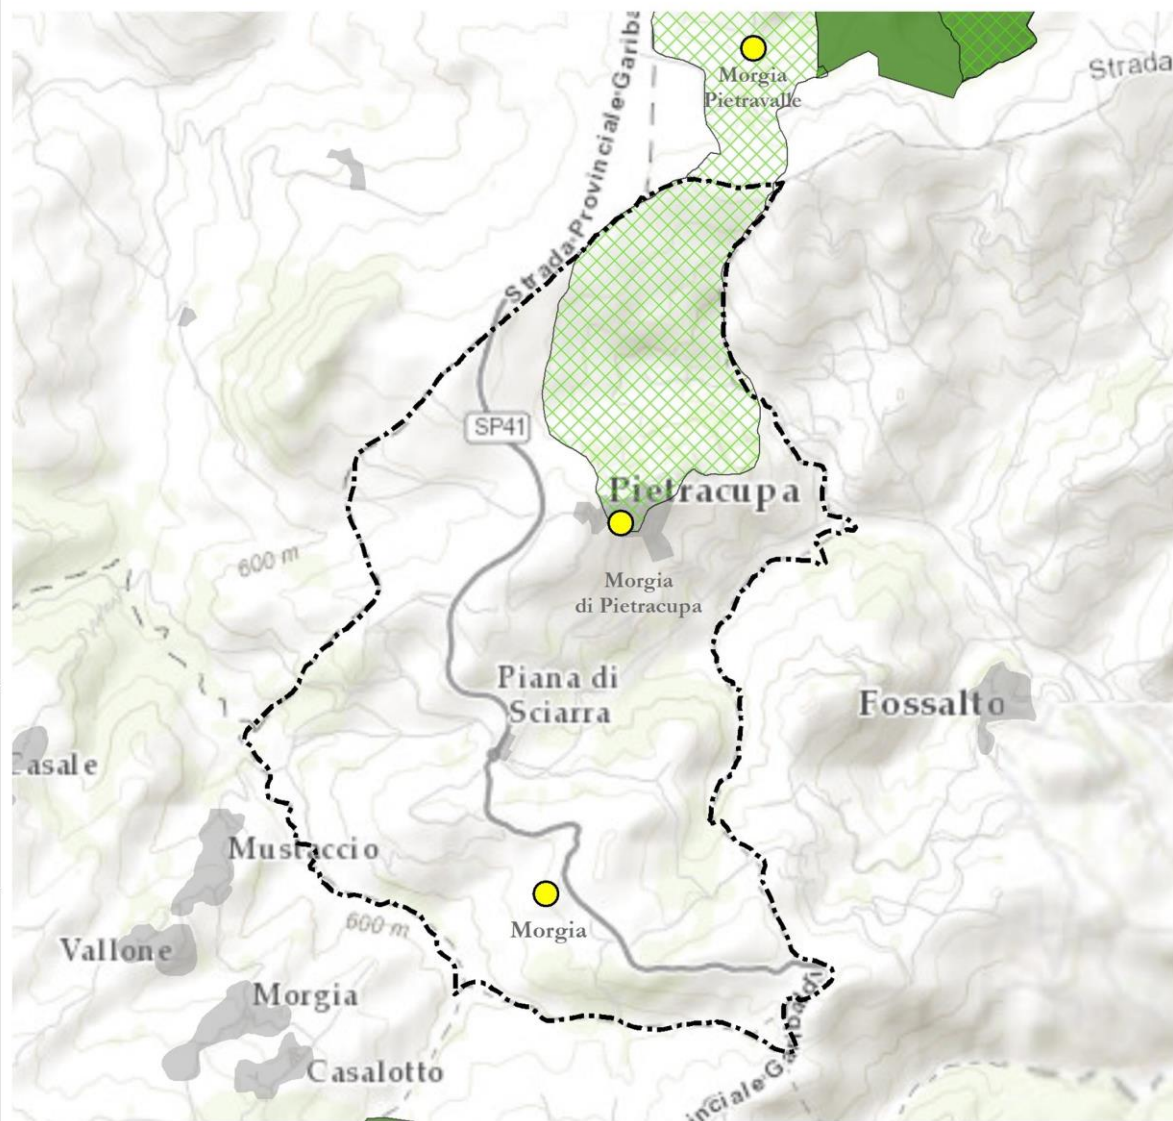 Strada Provinciale Gariba
Morgia
Pietravalle
Strada
SP41
Pietracupa
Morgia
di Pietracupa
600 m
Piana di
Sciarra
Fossalto
Casale
Mustaccio
600 m
Morgia
Vallone
Morgia
Casalotto
inciale Garibaldi